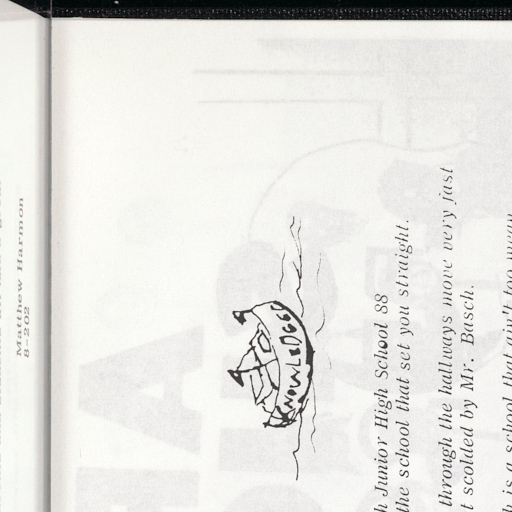 Matthew Harmon
8-202
KNOWLEDGE
h Junior High School 88
the school that set you straight.
through the hallways move very fast
t scolded by Mr. Basch.
h is a school that ain't too mean